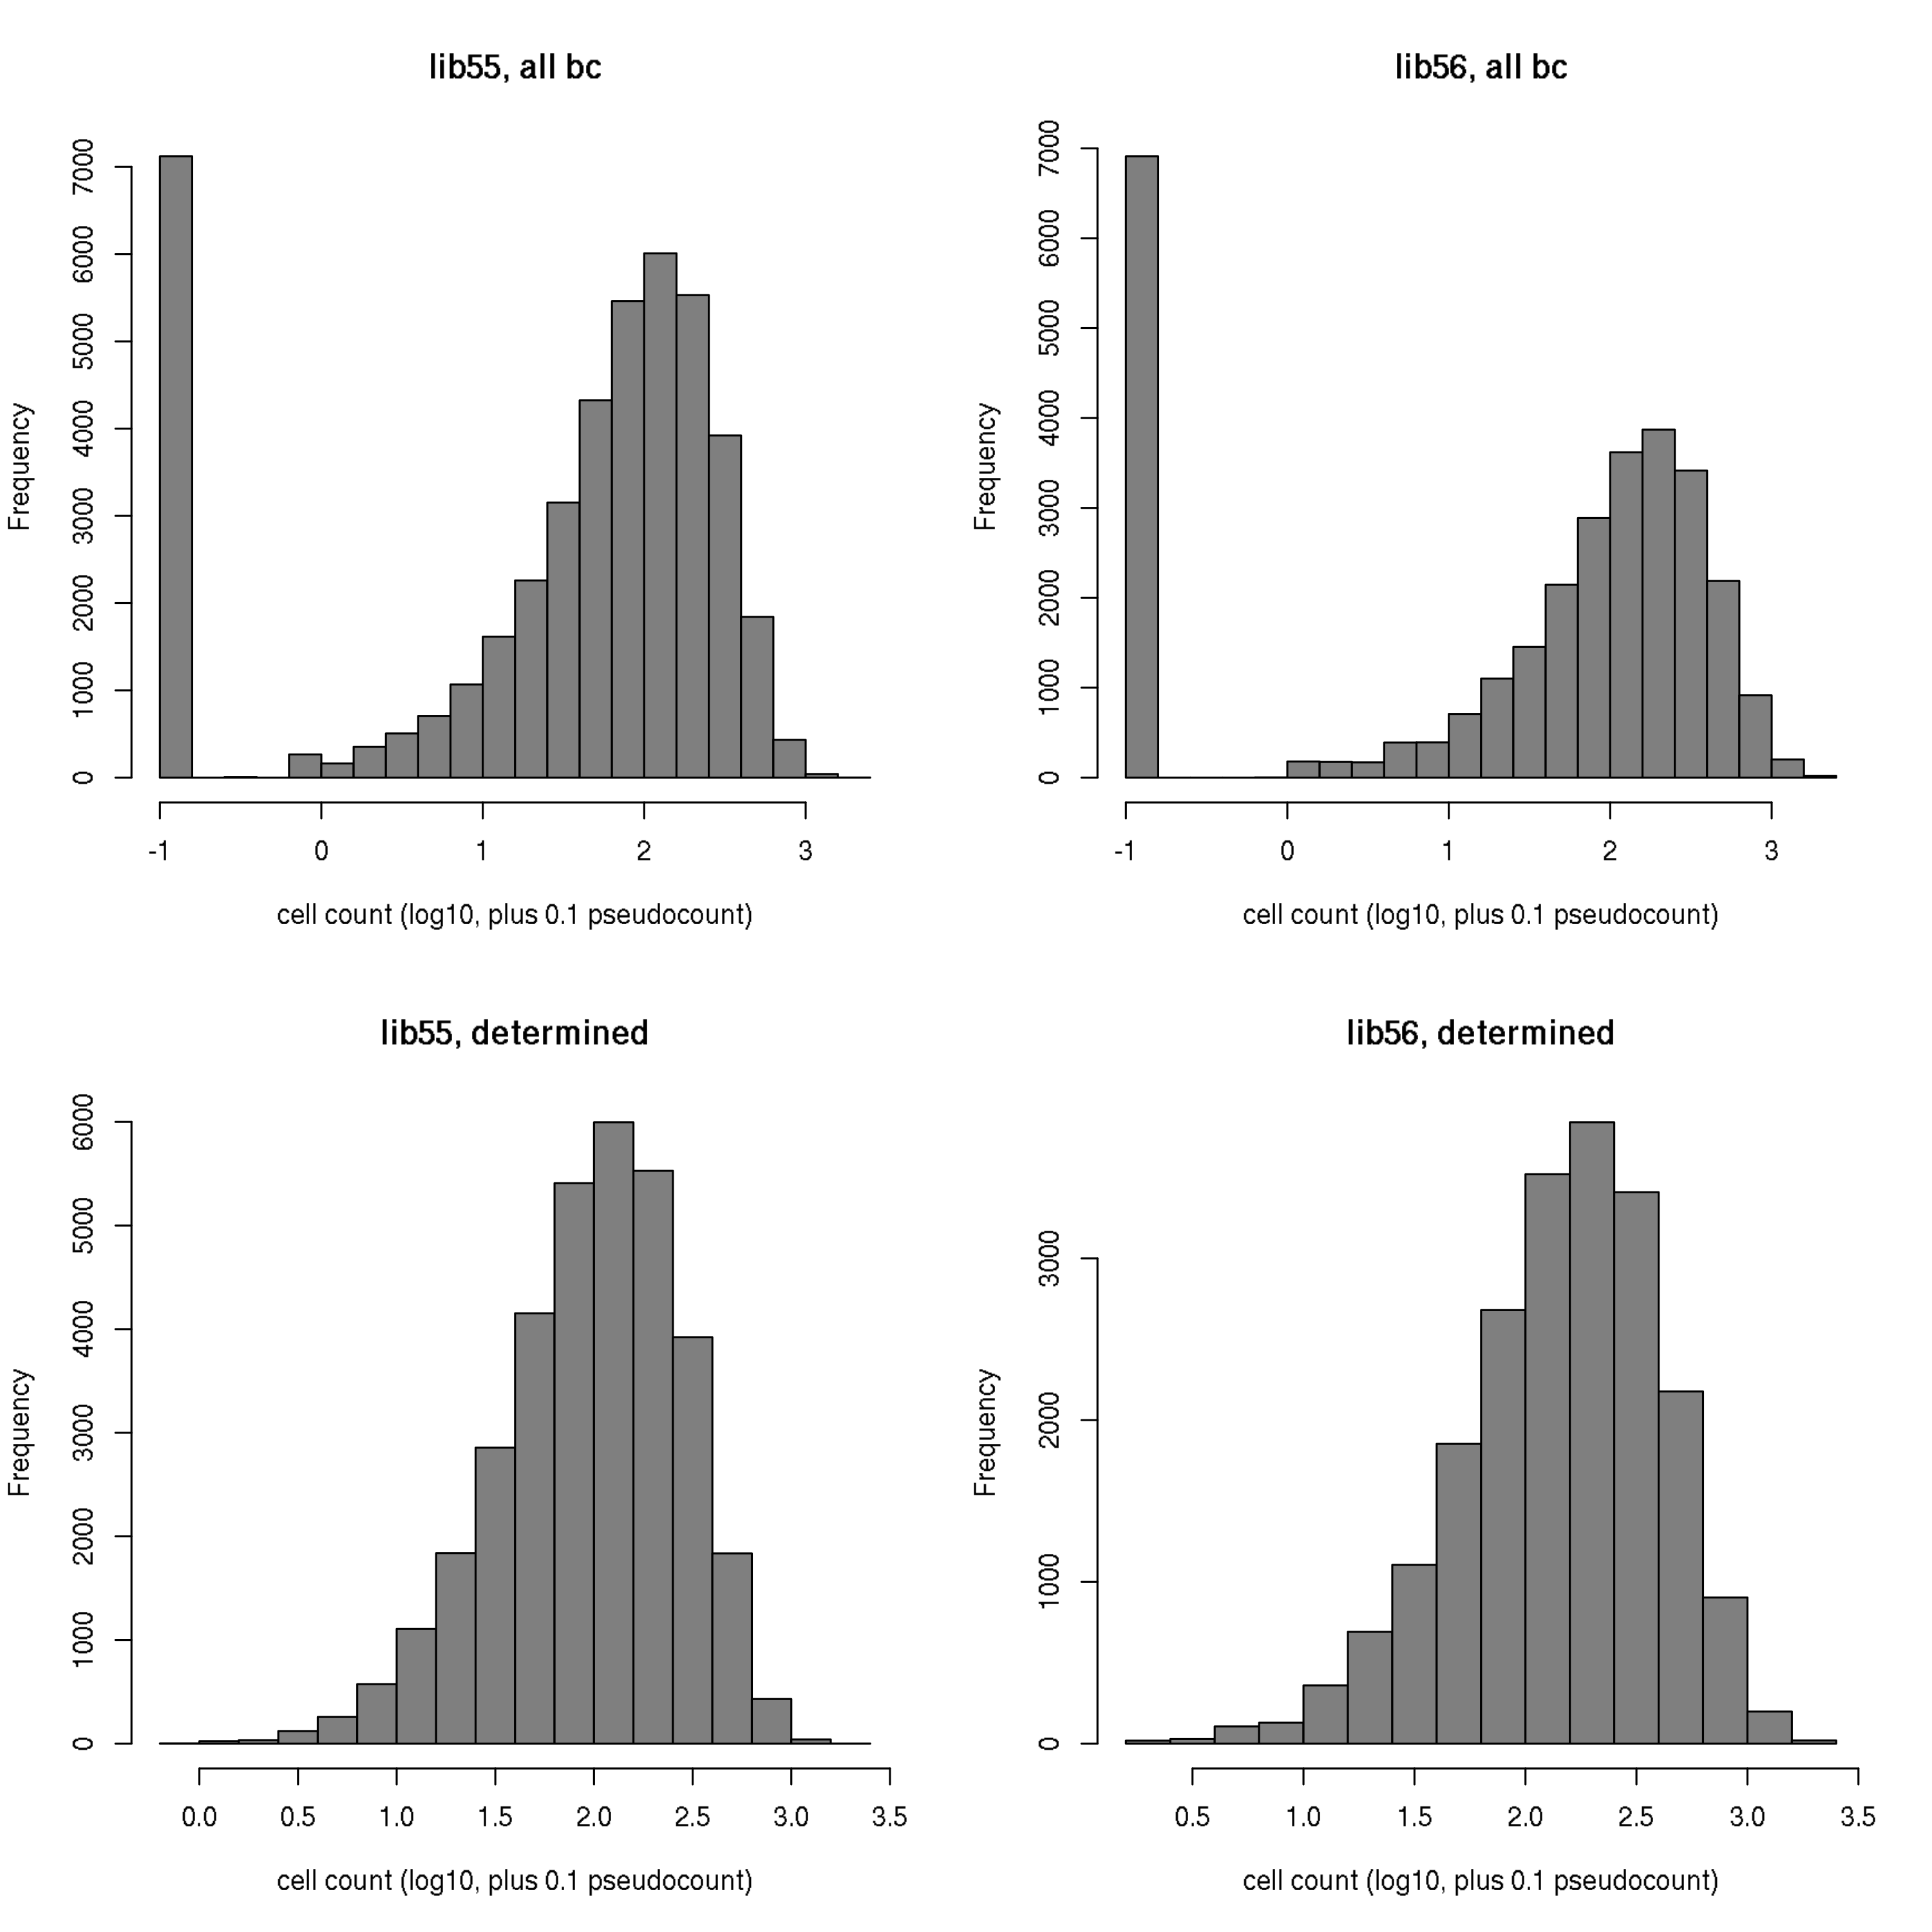 lib55, all bc
Frequency
0 1000 2000 3000 4000 5000 6000 7000
-1 0 1 2 3
cell count (log10, plus 0.1 pseudocount)
lib56, all bc
Frequency
0 1000 2000 3000 4000 5000 6000 7000
-1 0 1 2 3
cell count (log10, plus 0.1 pseudocount)
lib55, determined
Frequency
0 1000 2000 3000 4000 5000 6000
0.0 0.5 1.0 1.5 2.0 2.5 3.0 3.5
cell count (log10, plus 0.1 pseudocount)
lib56, determined
Frequency
0 1000 2000 3000
0.5 1.0 1.5 2.0 2.5 3.0 3.5
cell count (log10, plus 0.1 pseudocount)